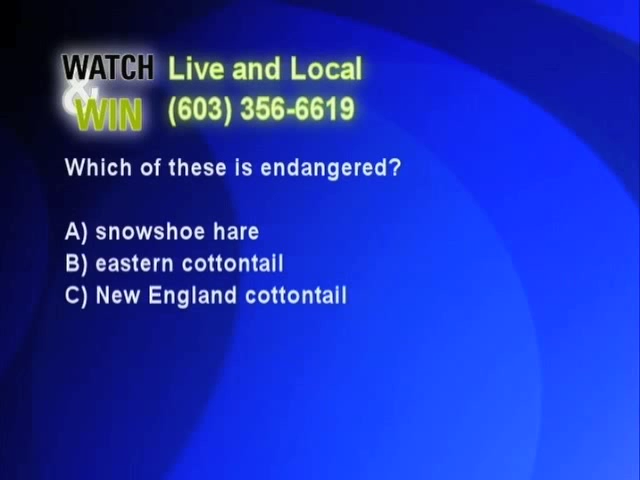 WATCH
&
WIN
Live and Local
(603) 356-6619
Which of these is endangered?
A) snowshoe hare
B) eastern cottontail
C) New England cottontail